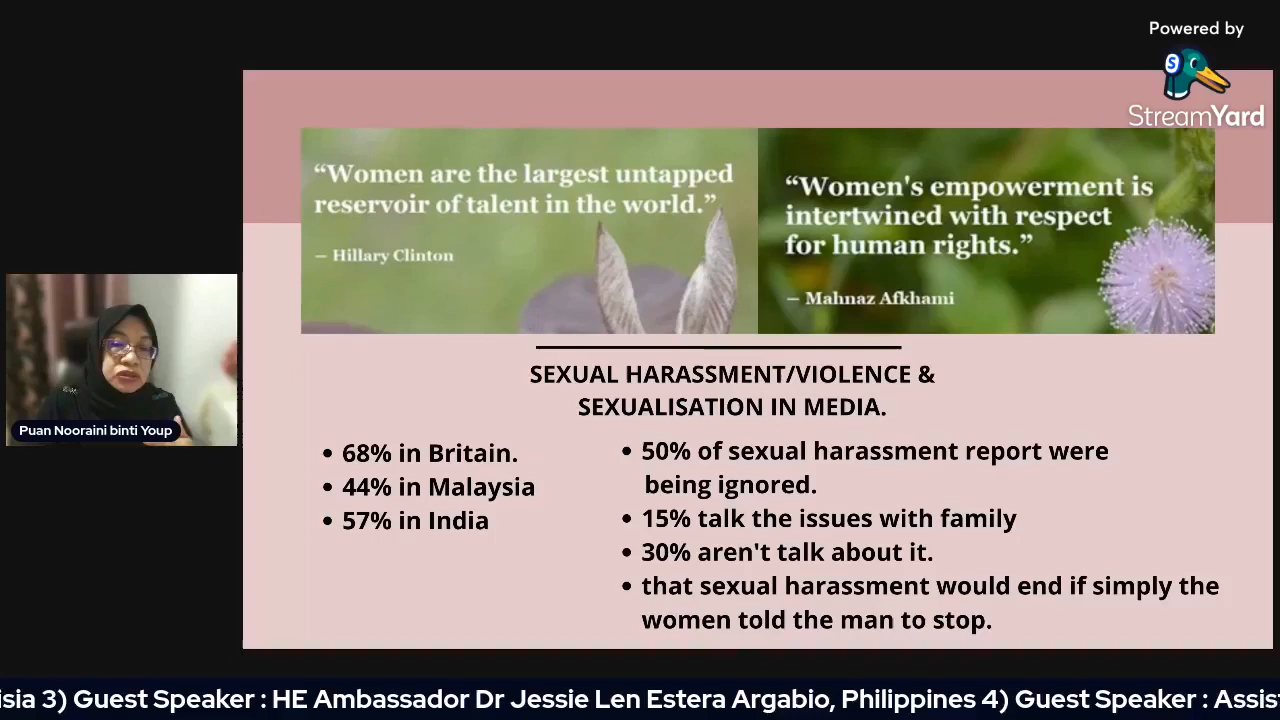 Powered by
StreamYard
“Women are the largest untapped
reservoir of talent in the world.”
— Hillary Clinton
“Women's empowerment is
intertwined with respect
for human rights.”
— Mahnaz Afkhami
SEXUAL HARASSMENT/VIOLENCE &
SEXUALISATION IN MEDIA.
• 68% in Britain.
• 44% in Malaysia
• 57% in India
• 50% of sexual harassment report were
being ignored.
• 15% talk the issues with family
• 30% aren't talk about it.
• that sexual harassment would end if simply the
women told the man to stop.
Puan Nooraini binti Youp
sia 3) Guest Speaker : HE Ambassador Dr Jessie Len Estera Argabio, Philippines 4) Guest Speaker : Assis